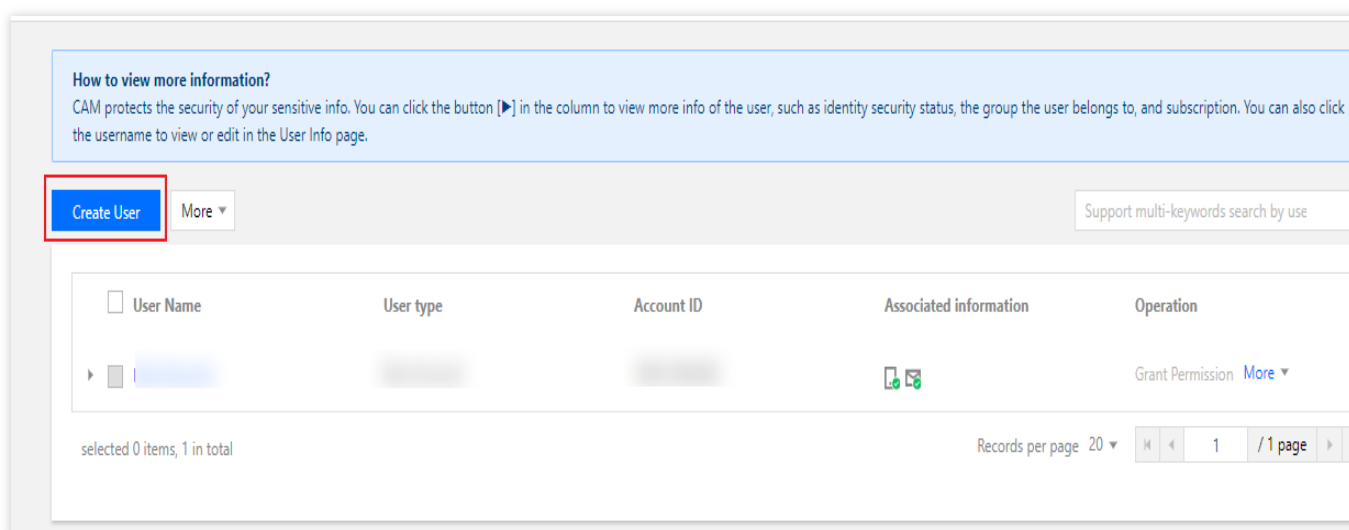 How to view more information?
CAM protects the security of your sensitive info. You can click the button [▶] in the column to view more info of the user, such as identity security status, the group the user belongs to, and subscription. You can also click
the username to view or edit in the User Info page.
Create User More
Support multi-keywords search by use
User Name User type Account ID Associated information Operation
Grant Permission More
selected 0 items, 1 in total Records per page 20 1 / 1 page